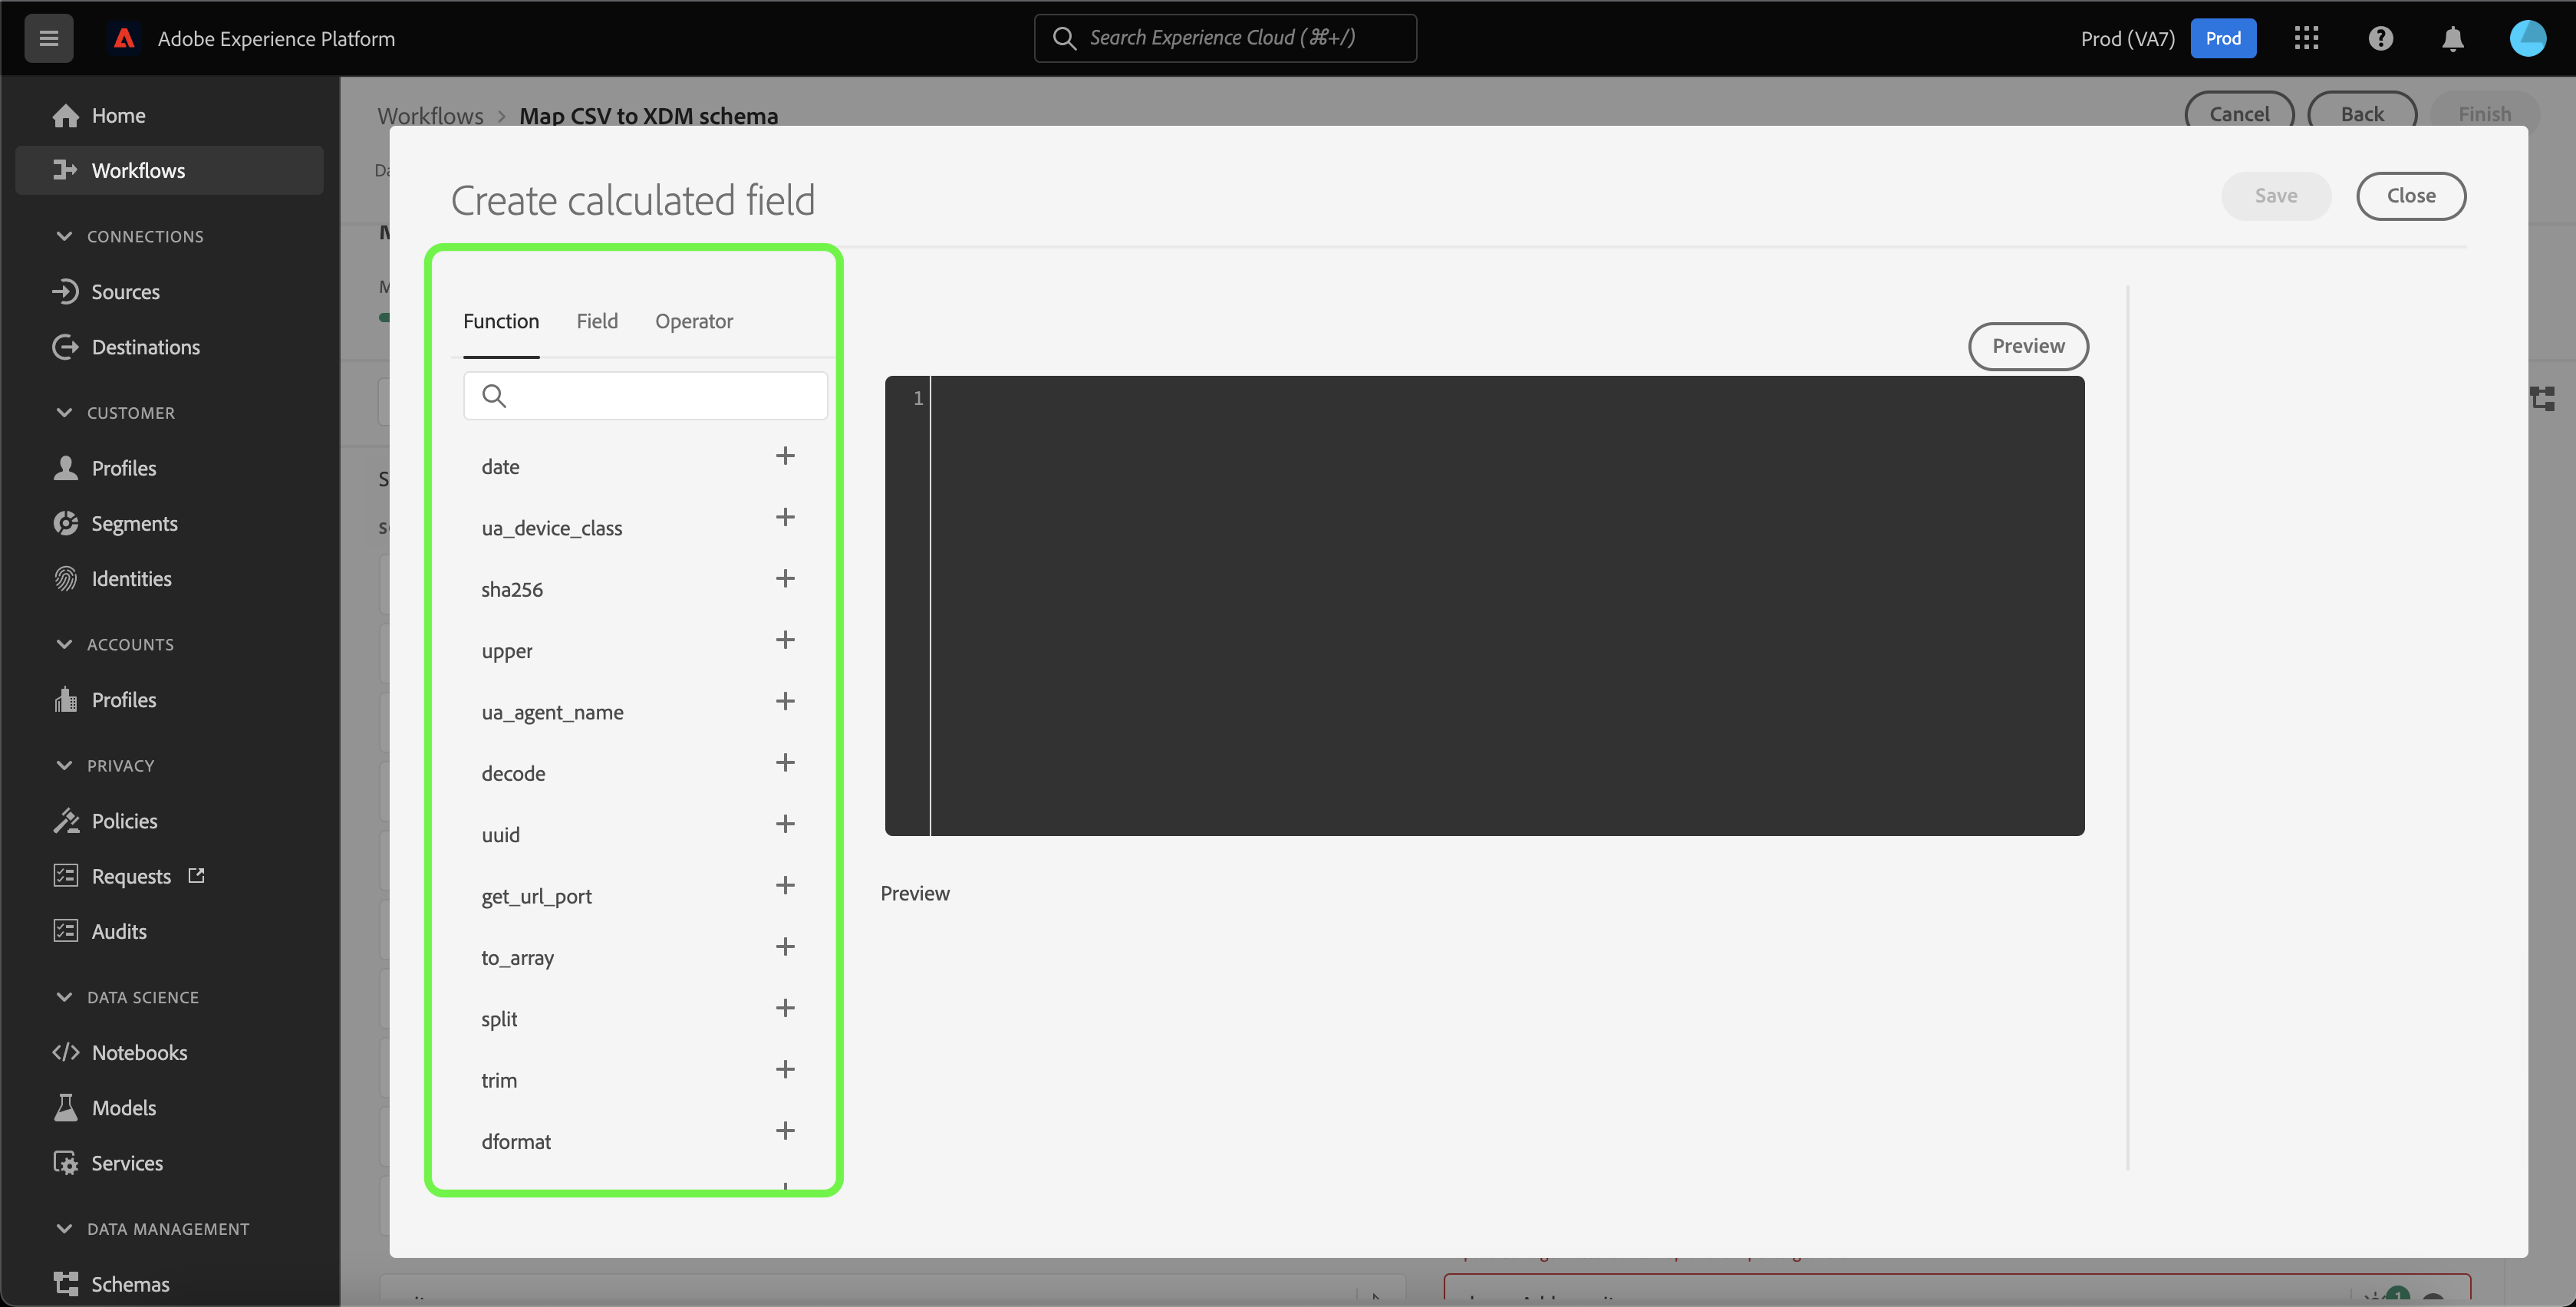 Adobe Experience Platform
Search Experience Cloud (⌘+/)
Prod (VA7)
Prod
Home
Workflows
CONNECTIONS
Sources
Destinations
CUSTOMER
Profiles
Segments
Identities
ACCOUNTS
Profiles
PRIVACY
Policies
Requests
Audits
DATA SCIENCE
Notebooks
Models
Services
DATA MANAGEMENT
Schemas
Workflows > Map CSV to XDM schema
Cancel
Back
Finish
Create calculated field
Save
Close
Function
Field
Operator
date
ua_device_class
sha256
upper
ua_agent_name
decode
uuid
get_url_port
to_array
split
trim
dformat
Preview
1
Preview